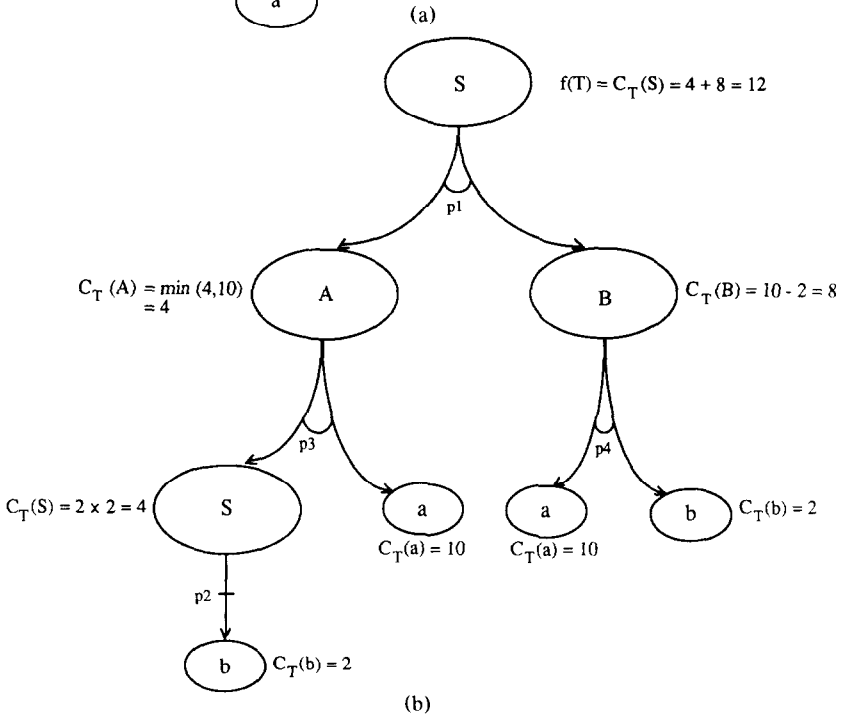 a
(a)
S
f(T) = C_T(S) = 4 + 8 = 12
p1
C_T (A) = min (4,10)
= 4
A
B
C_T(B) = 10 - 2 = 8
p3
p4
C_T(S) = 2 x 2 = 4
S
a
a
b
C_T(b) = 2
C_T(a) = 10
C_T(a) = 10
p2
b
C_T(b) = 2
(b)